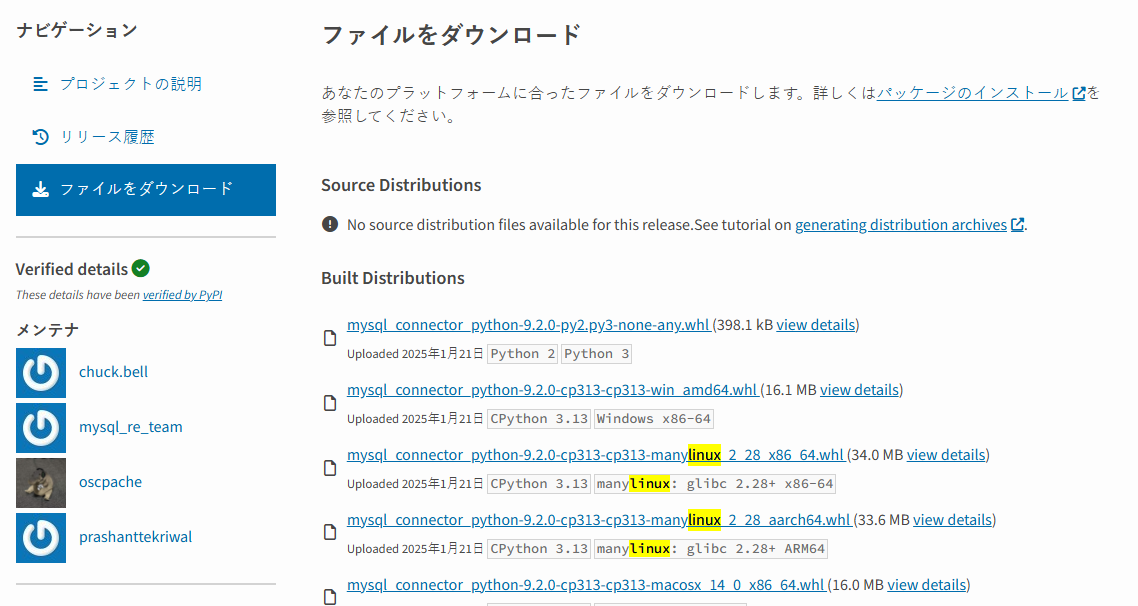 ナビゲーション
プロジェクトの説明
リリース履歴
ファイルをダウンロード
Verified details
These details have been verified by PyPI
メンテナ
chuck.bell
mysql_re_team
oscpache
prashanttekriwal
ファイルをダウンロード
あなたのプラットフォームに合ったファイルをダウンロードします。詳しくはパッケージのインストールを
参照してください。
Source Distributions
No source distribution files available for this release.See tutorial on generating distribution archives.
Built Distributions
mysql_connector_python-9.2.0-py2.py3-none-any.whl (398.1 kB view details)
Uploaded 2025年1月21日 Python 2 Python 3
mysql_connector_python-9.2.0-cp313-cp313-win_amd64.whl (16.1 MB view details)
Uploaded 2025年1月21日 CPython 3.13 Windows x86-64
mysql_connector_python-9.2.0-cp313-cp313-manylinux_2_28_x86_64.whl (34.0 MB view details)
Uploaded 2025年1月21日 CPython 3.13 manylinux: glibc 2.28+ x86-64
mysql_connector_python-9.2.0-cp313-cp313-manylinux_2_28_aarch64.whl (33.6 MB view details)
Uploaded 2025年1月21日 CPython 3.13 manylinux: glibc 2.28+ ARM64
mysql_connector_python-9.2.0-cp313-cp313-macosx_14_0_x86_64.whl (16.0 MB view details)